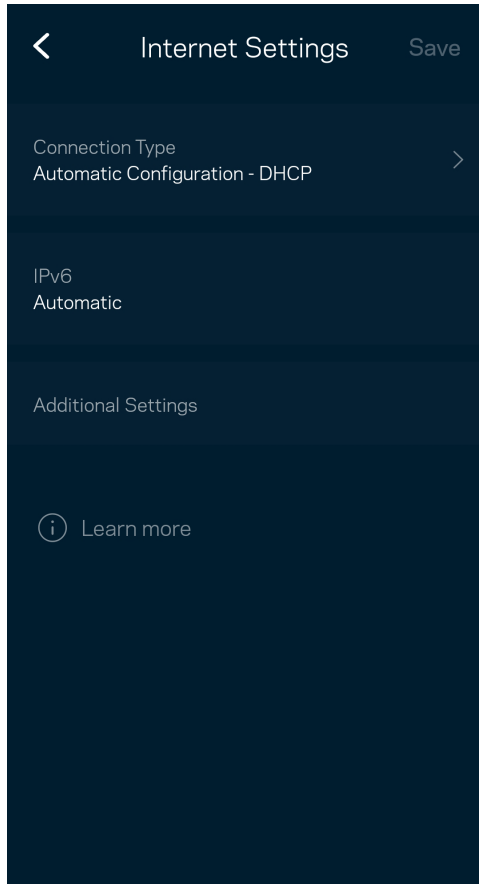 Internet Settings Save
Connection Type
Automatic Configuration - DHCP
IPv6
Automatic
Additional Settings
Learn more